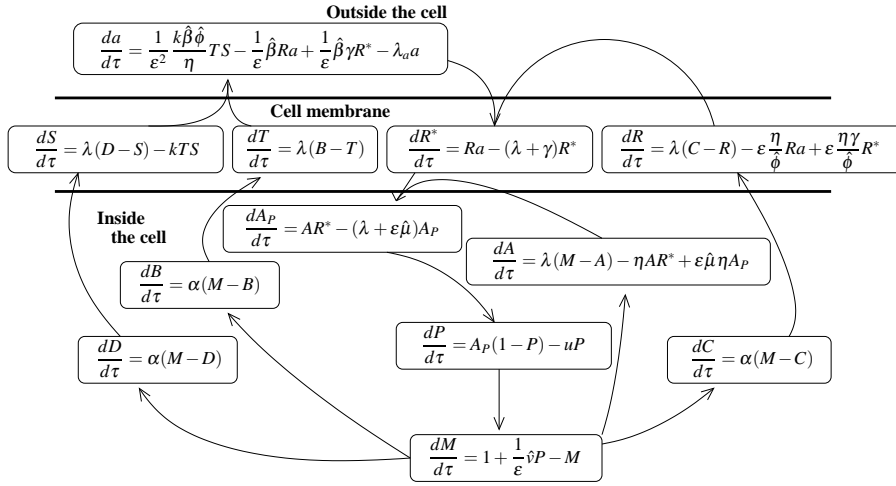 Outside the cell
da/dτ = 1/ε² kβ̂φ̂/η TS − 1/ε β̂Ra + 1/ε β̂γR* − λₐa
Cell membrane
dS/dτ = λ(D − S) − kTS
dT/dτ = λ(B − T)
dR*/dτ = Ra − (λ + γ)R*
dR/dτ = λ(C − R) − ε η/φ̂ Ra + ε ηγ/φ̂ R*
Inside
the cell
dA_P/dτ = AR* − (λ + εμ̂)A_P
dA/dτ = λ(M − A) − ηAR* + εμ̂ηA_P
dB/dτ = α(M − B)
dD/dτ = α(M − D)
dP/dτ = A_P(1 − P) − uP
dC/dτ = α(M − C)
dM/dτ = 1 + 1/ε v̂P − M